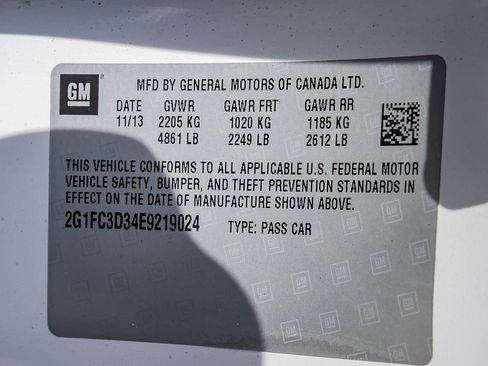 GM MFD BY GENERAL MOTORS OF CANADA LTD.
DATE GVWR GAWR FRT GAWR RR
11/13 2205 KG 1020 KG 1185 KG
4861 LB 2249 LB 2612 LB
THIS VEHICLE CONFORMS TO ALL APPLICABLE U.S. FEDERAL MOTOR
VEHICLE SAFETY, BUMPER, AND THEFT PREVENTION STANDARDS IN
EFFECT ON THE DATE OF MANUFACTURE SHOWN ABOVE.
2G1FC3D34E9219024 TYPE: PASS CAR